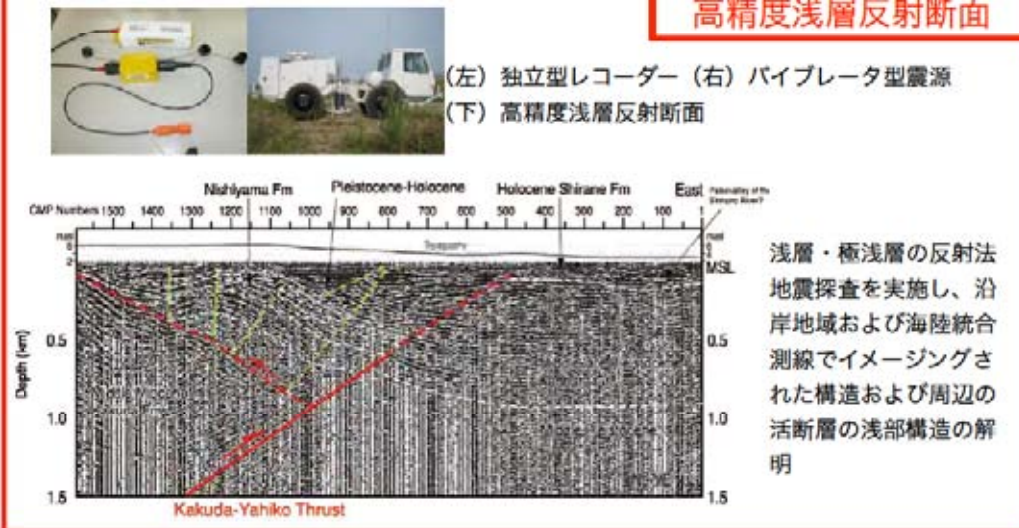 高精度浅層反射断面
(左)独立型レコーダー(右)バイブレータ型震源
(下)高精度浅層反射断面
Nishiyama Fm Pleistocene-Holocene Holocene Shirane Fm East
CMP Numbers 1500 1400 1300 1200 1100 1000 900 800 700 600 500 400 300 200 100
Topography
MSL
Depth (km)
0.5 0.5
1.0 1.0
1.5 1.5
Kakuda-Yahiko Thrust
浅層・極浅層の反射法
地震探査を実施し、沿
岸地域および海陸統合
測線でイメージングさ
れた構造および周辺の
活断層の浅部構造の解
明